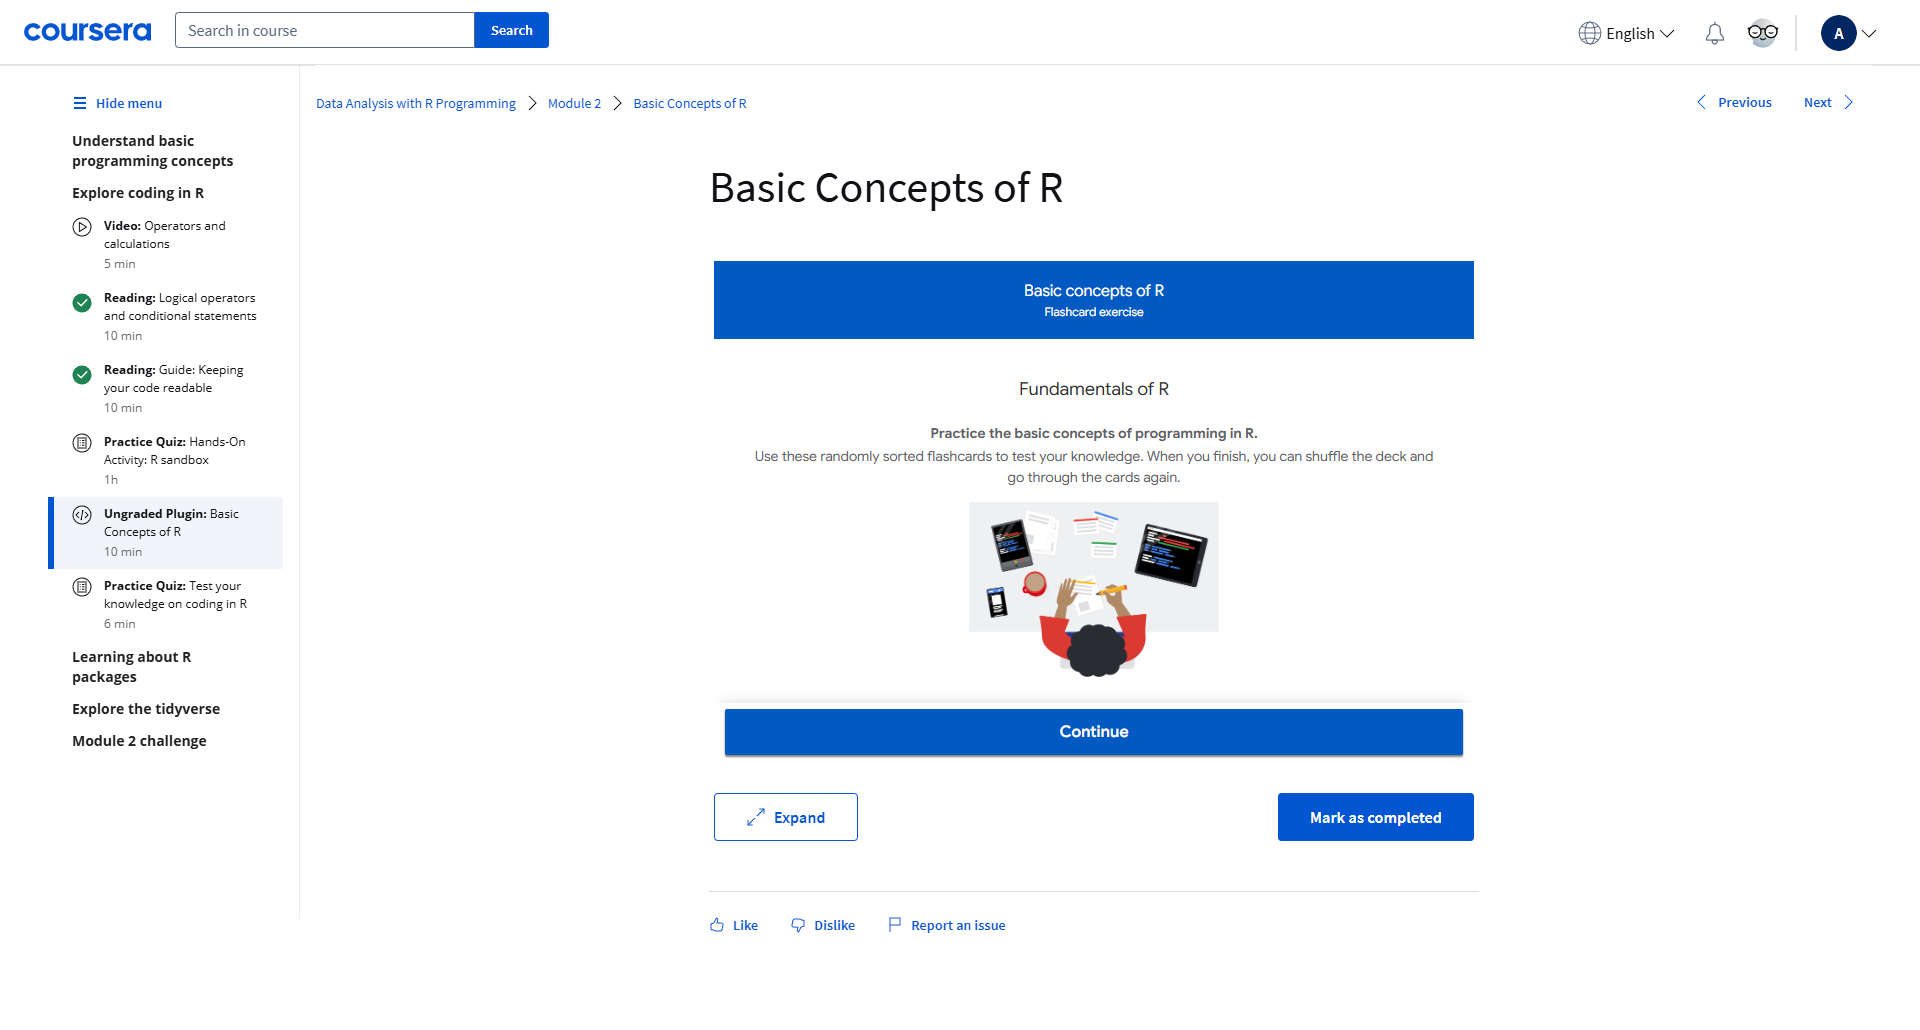 coursera
Search in course
Search
English
A
Hide menu
Understand basic
programming concepts
Explore coding in R
Video: Operators and
calculations
5 min
Reading: Logical operators
and conditional statements
10 min
Reading: Guide: Keeping
your code readable
10 min
Practice Quiz: Hands-On
Activity: R sandbox
1h
Ungraded Plugin: Basic
Concepts of R
10 min
Practice Quiz: Test your
knowledge on coding in R
6 min
Learning about R
packages
Explore the tidyverse
Module 2 challenge
Data Analysis with R Programming
Module 2
Basic Concepts of R
Previous
Next
Basic Concepts of R
Basic concepts of R
Flashcard exercise
Fundamentals of R
Practice the basic concepts of programming in R.
Use these randomly sorted flashcards to test your knowledge. When you finish, you can shuffle the deck and
go through the cards again.
Continue
Expand
Mark as completed
Like
Dislike
Report an issue